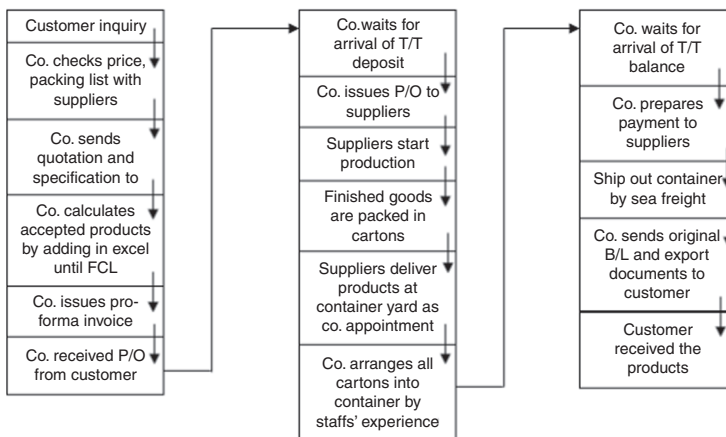 Customer inquiry
Co. checks price,
packing list with
suppliers
Co. sends
quotation and
specification to
Co. calculates
accepted products
by adding in excel
until FCL
Co. issues pro-
forma invoice
Co. received P/O
from customer
Co.waits for
arrival of T/T
deposit
Co. issues P/O to
suppliers
Suppliers start
production
Finished goods
are packed in
cartons
Suppliers deliver
products at
container yard as
co. appointment
Co. arranges all
cartons into
container by
staffs' experience
Co. waits for
arrival of T/T
balance
Co. prepares
payment to
suppliers
Ship out container
by sea freight
Co. sends original
B/L and export
documents to
customer
Customer
received the
products